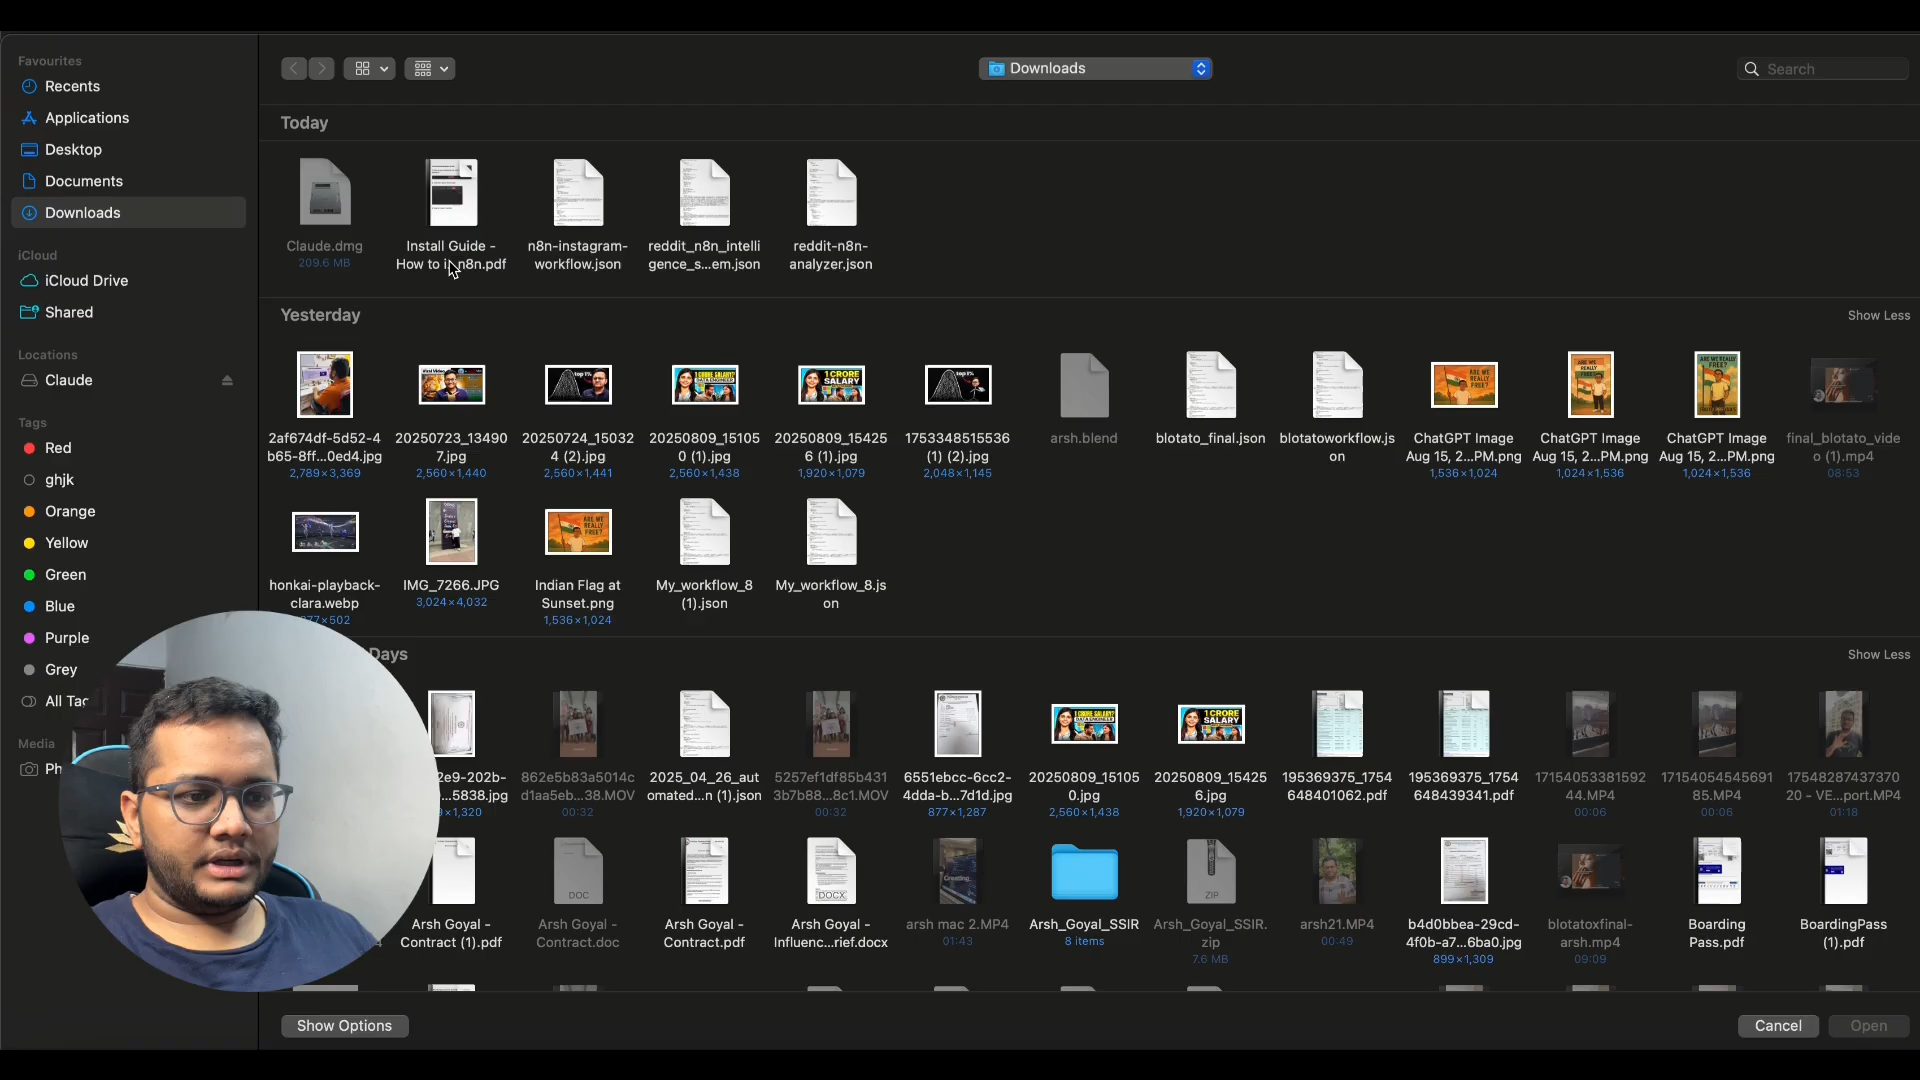 Favourites
Recents
Applications
Desktop
Documents
Downloads
iCloud
iCloud Drive
Shared
Locations
Claude
Tags
Red
ghjk
Orange
Yellow
Green
Blue
Purple
Grey
All Tag
Media
Downloads
Search
Today
Claude.dmg
209.6 MB
Install Guide -
How to i n8n.pdf
n8n-instagram-
workflow.json
reddit_n8n_intelli
gence_s...em.json
reddit-n8n-
analyzer.json
Yesterday
Show Less
2af674df-5d52-4
b65-8ff...0ed4.jpg
2,789×3,369
20250723_13490
7.jpg
2,560×1,440
20250724_15032
4 (2).jpg
2,560×1,441
20250809_15105
0 (1).jpg
2,560×1,438
20250809_15425
6 (1).jpg
1,920×1,079
1753348515536
(1) (2).jpg
2,048×1,145
arsh.blend
blotato_final.json
blotatoworkflow.js
on
ChatGPT Image
Aug 15, 2...PM.png
1,536×1,024
ChatGPT Image
Aug 15, 2...PM.png
1,024×1,536
ChatGPT Image
Aug 15, 2...PM.png
1,024×1,536
final_blotato_vide
o (1).mp4
08:53
honkai-playback-
clara.webp
77×502
IMG_7266.JPG
3,024×4,032
Indian Flag at
Sunset.png
1,536×1,024
My_workflow_8
(1).json
My_workflow_8.js
on
Days
Show Less
2e9-202b-
...5838.jpg
×1,320
862e5b83a5014c
d1aa5eb...38.MOV
00:32
2025_04_26_aut
omated...n (1).json
5257ef1df85b431
3b7b88...8c1.MOV
00:32
6551ebcc-6cc2-
4dda-b...7d1d.jpg
877×1,287
20250809_15105
0.jpg
2,560×1,438
20250809_15425
6.jpg
1,920×1,079
195369375_1754
648401062.pdf
195369375_1754
648439341.pdf
17154053381592
44.MP4
00:06
17154054545691
85.MP4
00:06
17548287437370
20 - VE...port.MP4
01:18
Arsh Goyal -
Contract (1).pdf
DOC
Arsh Goyal -
Contract.doc
Arsh Goyal -
Contract.pdf
DOCX
Arsh Goyal -
Influenc...rief.docx
arsh mac 2.MP4
01:43
Arsh_Goyal_SSIR
8 items
ZIP
Arsh_Goyal_SSIR.
zip
7.6 MB
arsh21.MP4
00:49
b4d0bbea-29cd-
4f0b-a7...6ba0.jpg
899×1,309
blotatoxfinal-
arsh.mp4
09:09
Boarding
Pass.pdf
BoardingPass
(1).pdf
Show Options
Cancel
Open